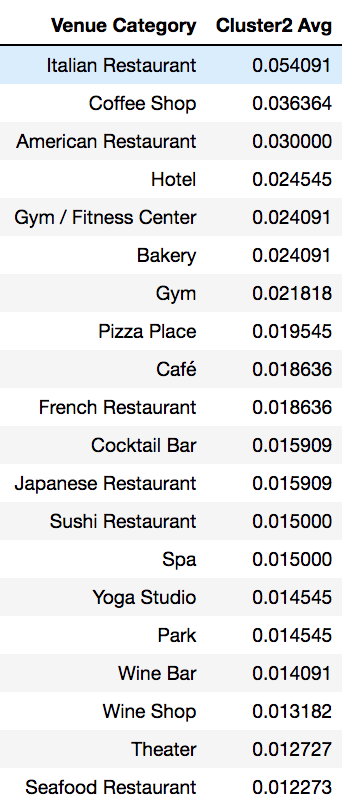 Venue Category Cluster2 Avg
Italian Restaurant 0.054091
Coffee Shop 0.036364
American Restaurant 0.030000
Hotel 0.024545
Gym / Fitness Center 0.024091
Bakery 0.024091
Gym 0.021818
Pizza Place 0.019545
Café 0.018636
French Restaurant 0.018636
Cocktail Bar 0.015909
Japanese Restaurant 0.015909
Sushi Restaurant 0.015000
Spa 0.015000
Yoga Studio 0.014545
Park 0.014545
Wine Bar 0.014091
Wine Shop 0.013182
Theater 0.012727
Seafood Restaurant 0.012273